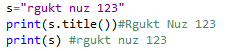 s="rgukt nuz 123"
print(s.title())#Rgukt Nuz 123
print(s) #rgukt nuz 123